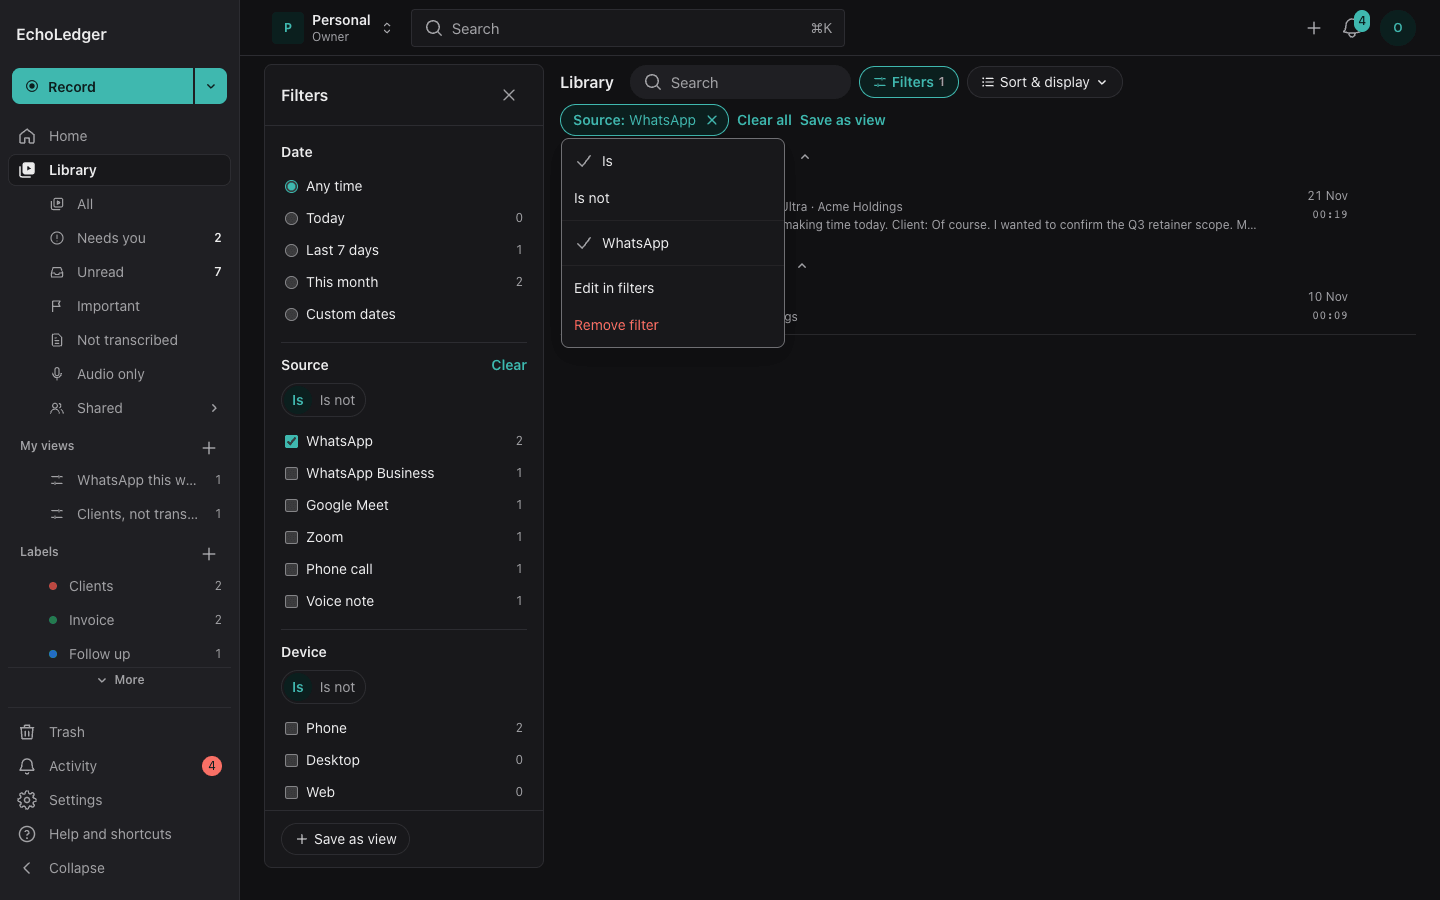 EchoLedger
Record
Home
Library
All
Needs you 2
Unread 7
Important
Not transcribed
Audio only
Shared
My views
WhatsApp this w... 1
Clients, not trans... 1
Labels
Clients 2
Invoice 2
Follow up 1
More
Trash
Activity 4
Settings
Help and shortcuts
Collapse
P Personal
Owner
Search ⌘K
4
O
Filters
Date
Any time
Today 0
Last 7 days 1
This month 2
Custom dates
Source Clear
Is Is not
WhatsApp 2
WhatsApp Business 1
Google Meet 1
Zoom 1
Phone call 1
Voice note 1
Device
Is Is not
Phone 2
Desktop 0
Web 0
Save as view
Library Search Filters 1 Sort & display
Source: WhatsApp Clear all Save as view
Is
Is not
WhatsApp
Edit in filters
Remove filter
21 Nov
Ultra · Acme Holdings
00:19
making time today. Client: Of course. I wanted to confirm the Q3 retainer scope. M...
10 Nov
00:09